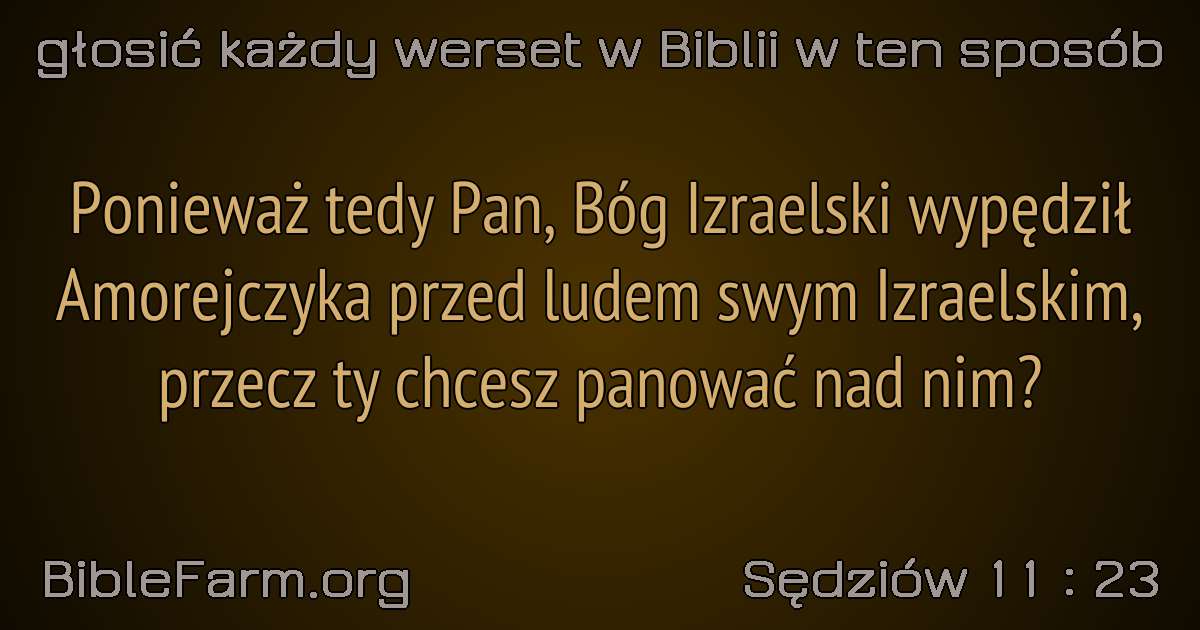 głosić każdy werset w Biblii w ten sposób
Ponieważ tedy Pan, Bóg Izraelski wypędził
Amorejczyka przed ludem swym Izraelskim,
przecz ty chcesz panować nad nim?
BibleFarm.org
Sędziów 11 : 23